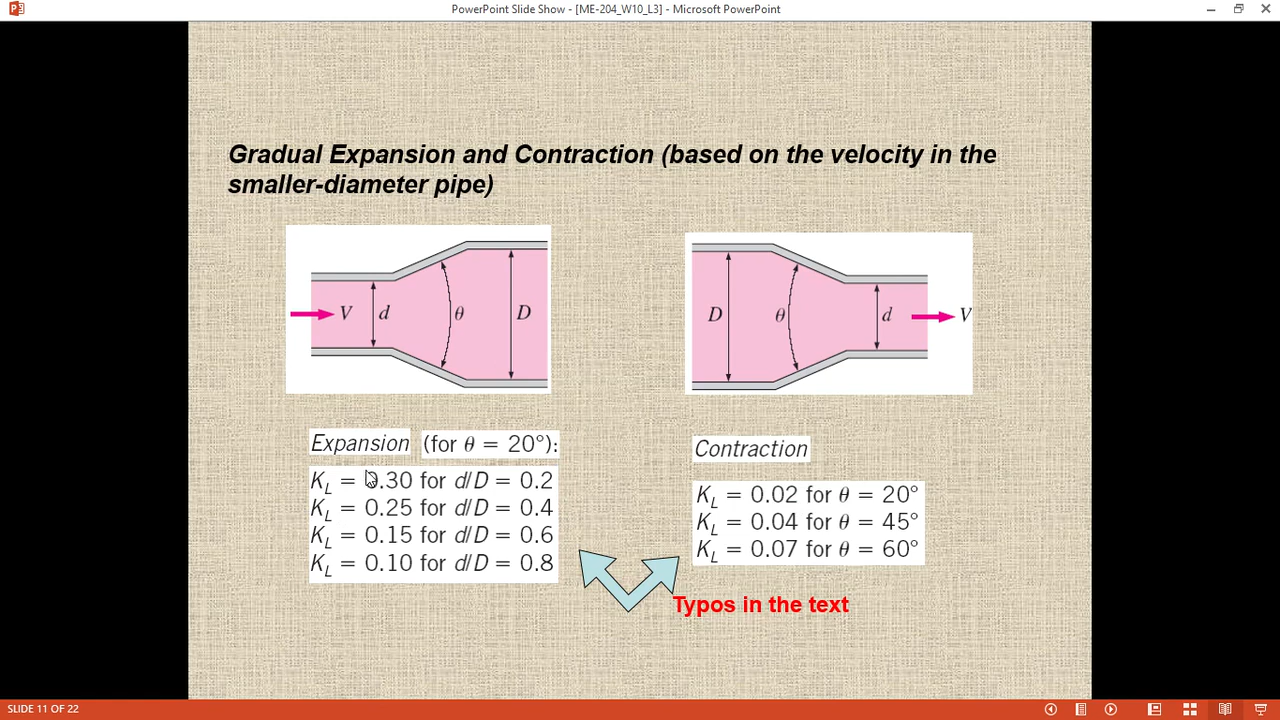 PowerPoint Slide Show - [ME-204_W10_L3] - Microsoft PowerPoint
Gradual Expansion and Contraction (based on the velocity in the
smaller-diameter pipe)
V d θ D
D θ d V
Expansion (for θ = 20°):
K_L = 0.30 for d/D = 0.2
K_L = 0.25 for d/D = 0.4
K_L = 0.15 for d/D = 0.6
K_L = 0.10 for d/D = 0.8
Contraction
K_L = 0.02 for θ = 20°
K_L = 0.04 for θ = 45°
K_L = 0.07 for θ = 60°
Typos in the text
SLIDE 11 OF 22